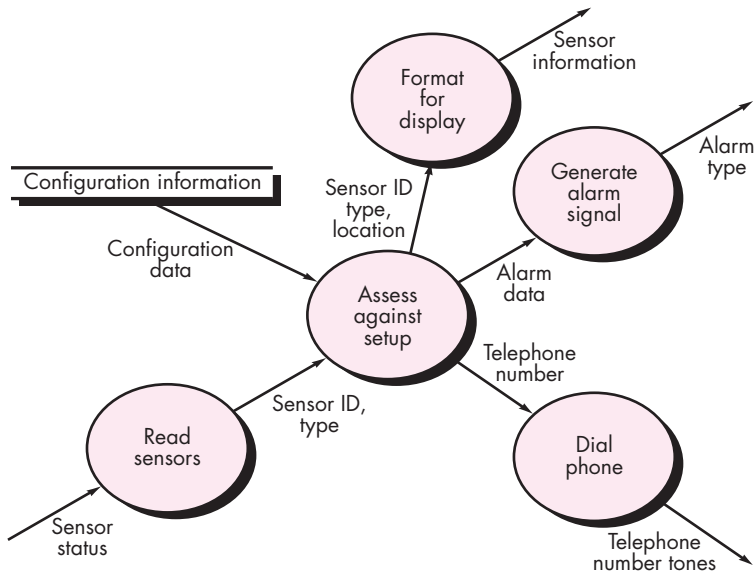 Sensor
information
Format
for
display
Alarm
type
Generate
alarm
signal
Configuration information
Sensor ID
type,
location
Configuration
data
Alarm
data
Assess
against
setup
Telephone
number
Sensor ID,
type
Read
sensors
Dial
phone
Sensor
status
Telephone
number tones